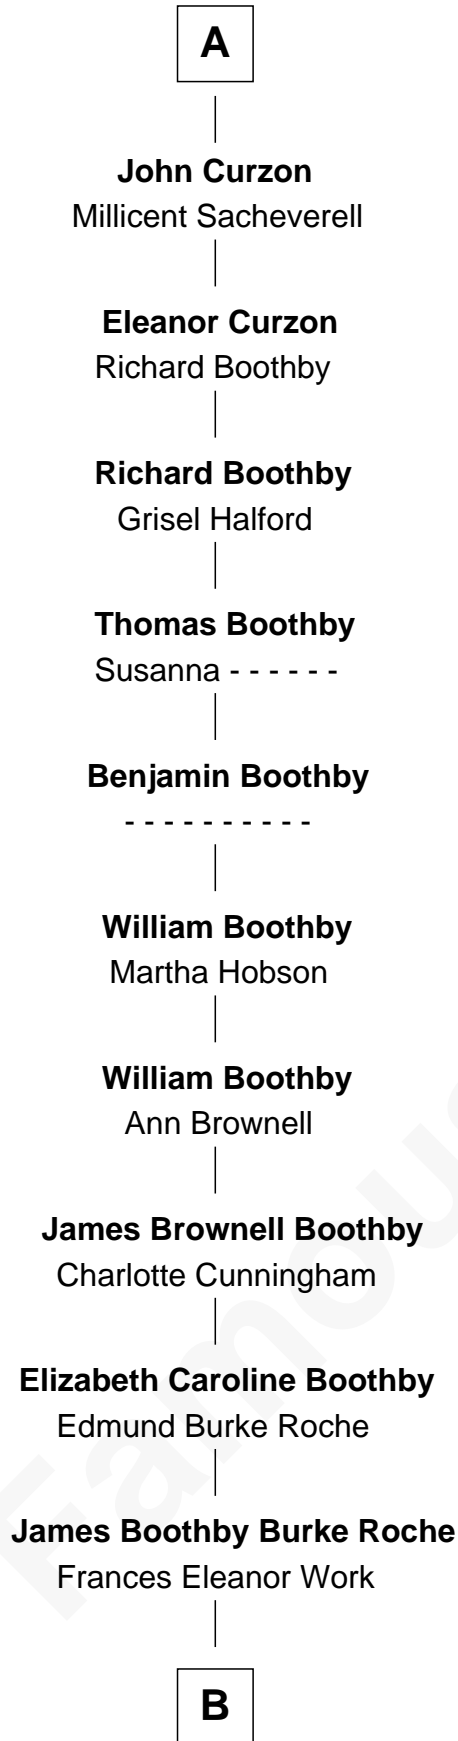 A
John Curzon
Millicent Sacheverell
Eleanor Curzon
Richard Boothby
Richard Boothby
Grisel Halford
Thomas Boothby
Susanna - - - - - -
Benjamin Boothby
- - - - - - - - - -
William Boothby
Martha Hobson
William Boothby
Ann Brownell
James Brownell Boothby
Charlotte Cunningham
Elizabeth Caroline Boothby
Edmund Burke Roche
James Boothby Burke Roche
Frances Eleanor Work
B
Famous